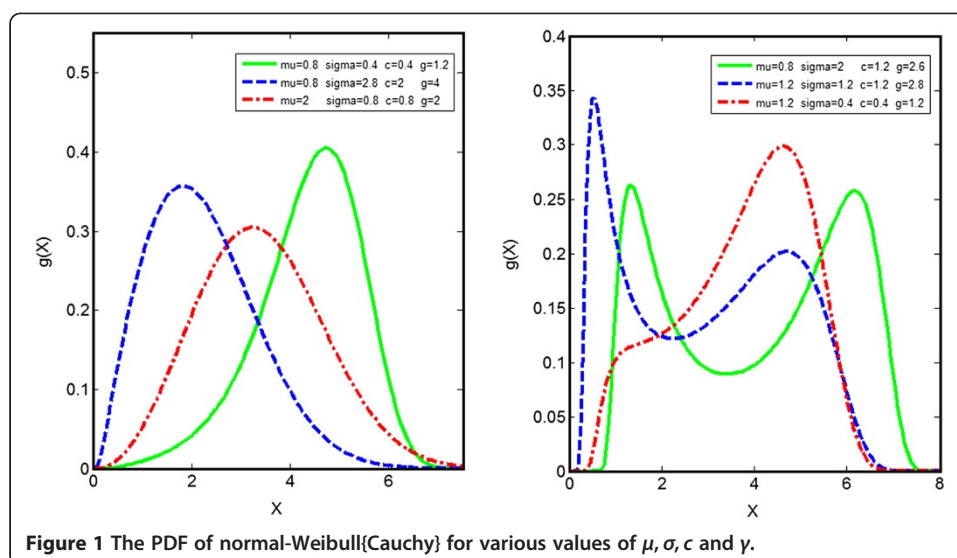 0.5
0.4
0.3
0.2
0.1
0
g(X)
mu=0.8 sigma=0.4 c=0.4 g=1.2
mu=0.8 sigma=2.8 c=2 g=4
mu=2 sigma=0.8 c=0.8 g=2
0 2 4 6
X
0.4
0.35
0.3
0.25
0.2
0.15
0.1
0.05
0
g(X)
mu=0.8 sigma=2 c=1.2 g=2.6
mu=1.2 sigma=1.2 c=1.2 g=2.8
mu=1.2 sigma=0.4 c=0.4 g=1.2
0 2 4 6 8
X
Figure 1 The PDF of normal-Weibull{Cauchy} for various values of μ, σ, c and γ.